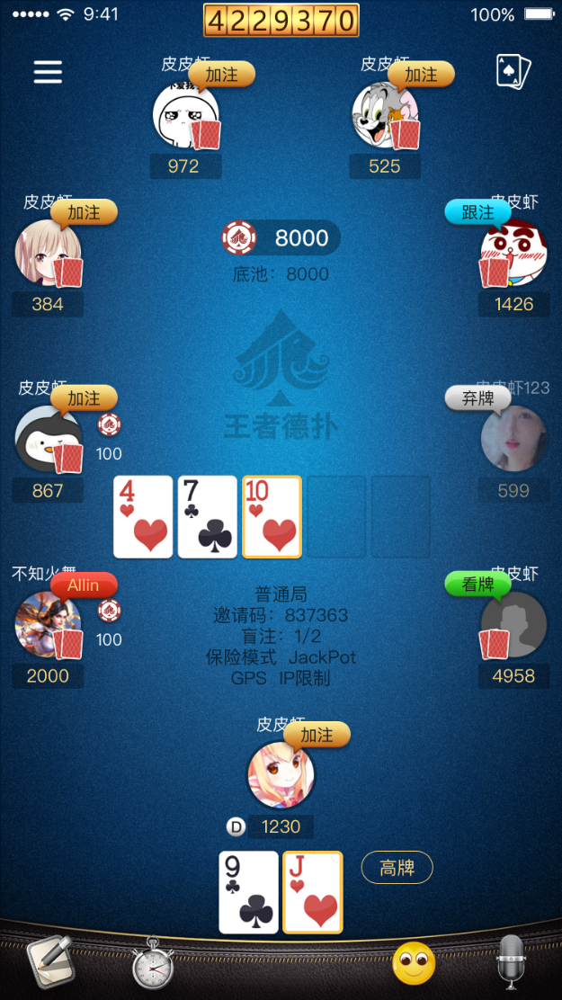 9:41
4229370
100%
皮皮虾
加注
972
皮皮虾
加注
525
A
A
皮皮虾
加注
384
8000
底池：8000
皮皮虾
跟注
1426
王者德扑
皮皮虾
加注
100
867
皮皮虾123
弃牌
599
4
7
10
不知火舞
Allin
100
2000
普通局
邀请码：837363
盲注：1/2
保险模式 JackPot
GPS IP限制
皮皮虾
看牌
4958
皮皮虾
加注
D
1230
9
J
高牌